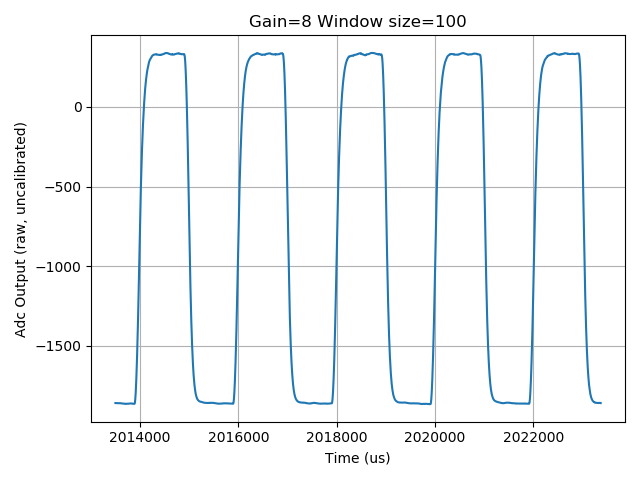 Gain=8 Window size=100
Adc Output (raw, uncalibrated)
0
−500
−1000
−1500
2014000 2016000 2018000 2020000 2022000
Time (us)